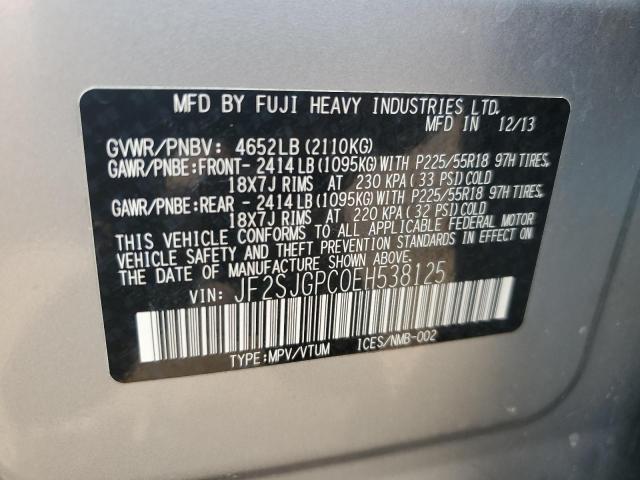 MFD BY FUJI HEAVY INDUSTRIES LTD.
MFD IN 12/13
GVWR/PNBV: 4652LB (2110KG)
GAWR/PNBE:FRONT- 2414LB (1095KG) WITH P225/55R18 97H TIRES,
18X7J RIMS AT 230 KPA (33 PSI) COLD
GAWR/PNBE:REAR - 2414LB (1095KG) WITH P225/55R18 97H TIRES,
18X7J RIMS AT 220 KPA (32 PSI) COLD
THIS VEHICLE CONFORMS TO ALL APPLICABLE FEDERAL MOTOR
VEHICLE SAFETY AND THEFT PREVENTION STANDARDS IN EFFECT ON
THE DATE OF MANUFACTURE SHOWN ABOVE.
VIN: JF2SJGPC0EH538125
TYPE:MPV/VTUM ICES/NMB-002